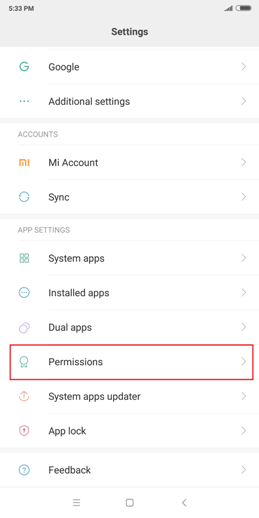 5:33 PM
Settings
Google
Additional settings
ACCOUNTS
Mi Account
Sync
APP SETTINGS
System apps
Installed apps
Dual apps
Permissions
System apps updater
App lock
Feedback